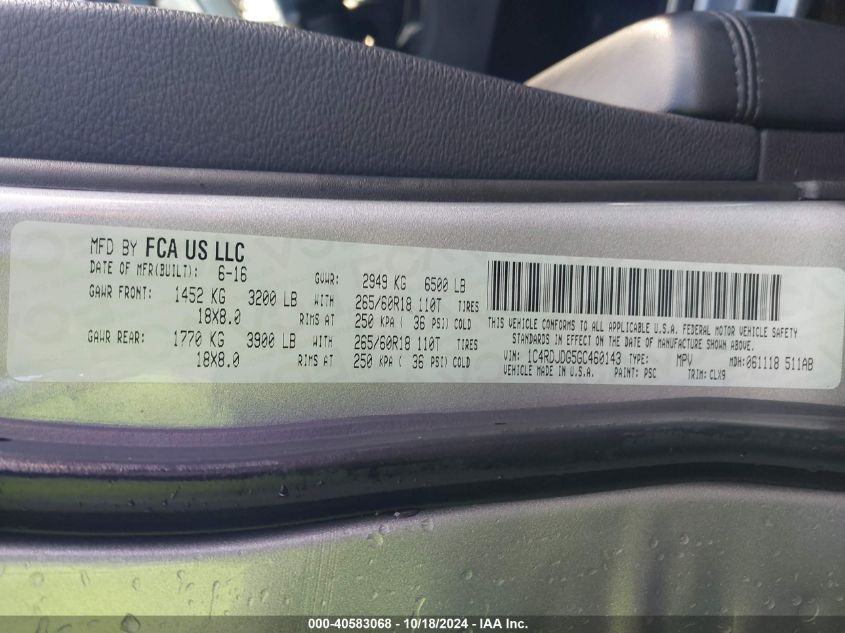 MFD BY FCA US LLC
DATE OF MFR(BUILT): 6-16 GVWR: 2949 KG 6500 LB
GAWR FRONT: 1452 KG 3200 LB WITH 265/60R18 110T TIRES
18X8.0 RIMS AT 250 KPA ( 36 PSI) COLD
GAWR REAR: 1770 KG 3900 LB WITH 265/60R18 110T TIRES
18X8.0 RIMS AT 250 KPA ( 36 PSI) COLD
THIS VEHICLE CONFORMS TO ALL APPLICABLE U.S.A. FEDERAL MOTOR VEHICLE SAFETY
STANDARDS IN EFFECT ON THE DATE OF MANUFACTURE SHOWN ABOVE.
VIN: 1C4RDJDG5GC460143 TYPE: MPV MDH: 061118 511AB
VEHICLE MADE IN U.S.A. PAINT: PSC TRIM: CLX9
000-40583068 - 10/18/2024 - IAA Inc.